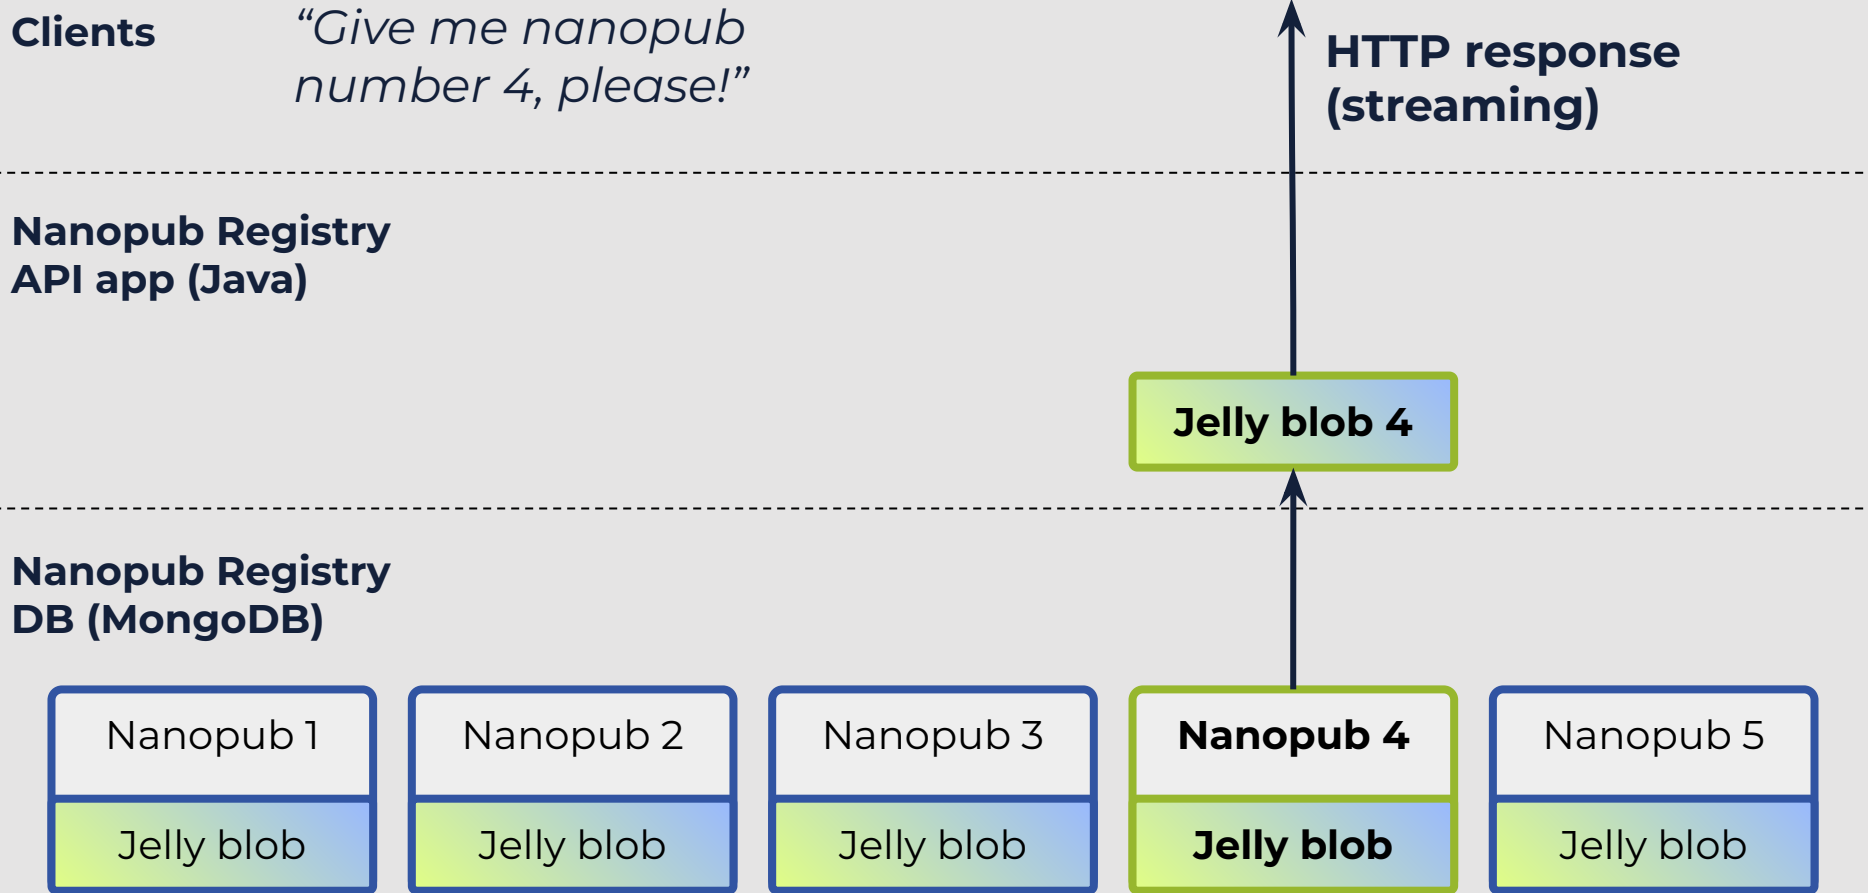 Clients
“Give me nanopub
number 4, please!”
HTTP response
(streaming)
Nanopub Registry
API app (Java)
Jelly blob 4
Nanopub Registry
DB (MongoDB)
Nanopub 1
Nanopub 2
Nanopub 3
Nanopub 4
Nanopub 5
Jelly blob
Jelly blob
Jelly blob
Jelly blob
Jelly blob